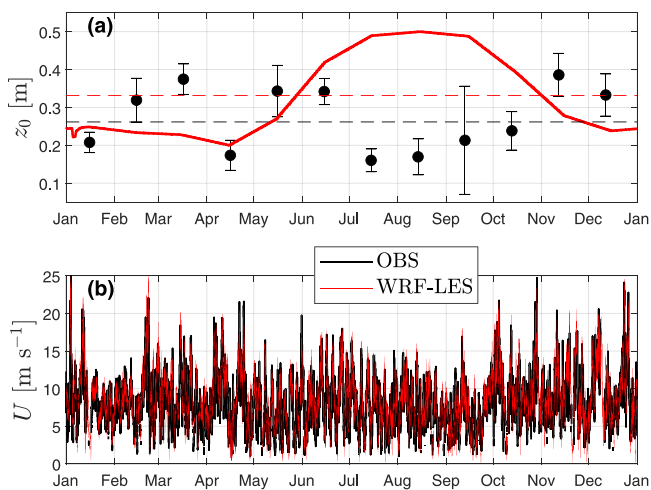 (a)
0.5
0.4
0.3
0.2
0.1
z₀ [m]
Jan Feb Mar Apr May Jun Jul Aug Sep Oct Nov Dec Jan
OBS
WRF-LES
(b)
25
20
15
10
5
0
U [m s⁻¹]
Jan Feb Mar Apr May Jun Jul Aug Sep Oct Nov Dec Jan